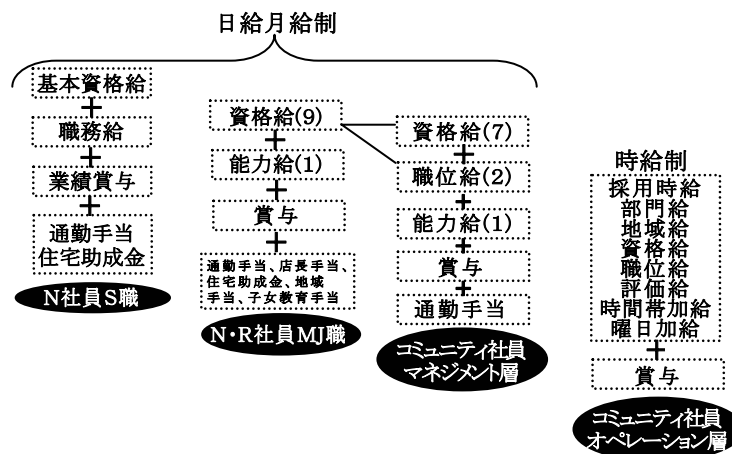 日給月給制
基本資格給
+
職務給
+
業績賞与
+
通勤手当
住宅助成金
N社員S職
資格給(9)
+
能力給(1)
+
賞与
+
通勤手当、店長手当、
住宅助成金、地域
手当、子女教育手当
N・R社員MJ職
資格給(7)
+
職位給(2)
+
能力給(1)
+
賞与
+
通勤手当
コミュニティ社員
マネジメント層
時給制
採用時給
部門給
地域給
資格給
職位給
評価給
時間帯加給
曜日加給
+
賞与
コミュニティ社員
オペレーション層